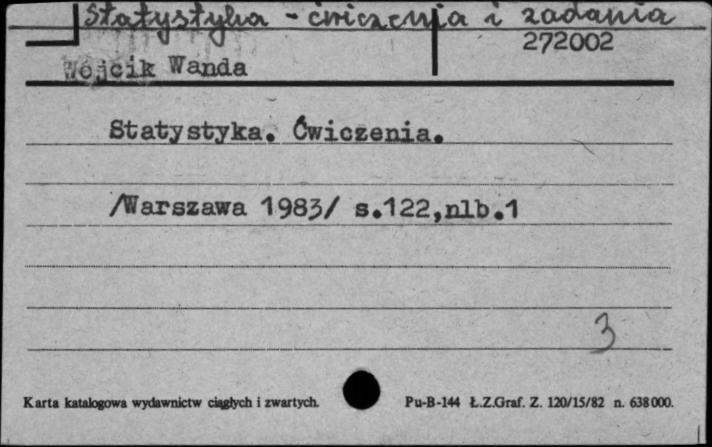 Statystyka - ćwiczenia i zadania
272002
Wójcik Wanda
Statystyka. Ćwiczenia.
/Warszawa 1983/ s.122,nlb.1
3
Karta katalogowa wydawnictw ciągłych i zwartych.
Pu-B-144 Ł.Z.Graf. Z. 120/15/82 n. 638000.